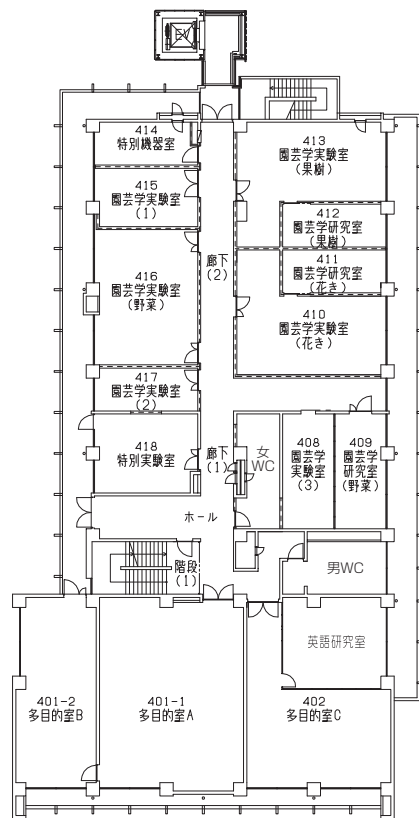 EV
414
特別機器室
413
園芸学実験室
(果樹)
415
園芸学実験室
(1)
412
園芸学研究室
(果樹)
廊下
(2)
411
園芸学研究室
(花き)
416
園芸学実験室
(野菜)
410
園芸学実験室
(花き)
417
園芸学実験室
(2)
418
特別実験室
廊下
(1)
女
WC
408
園芸学
実験室
(3)
409
園芸学
研究室
(野菜)
ホール
階段
(1)
男WC
英語研究室
401-2
多目的室B
401-1
多目的室A
402
多目的室C